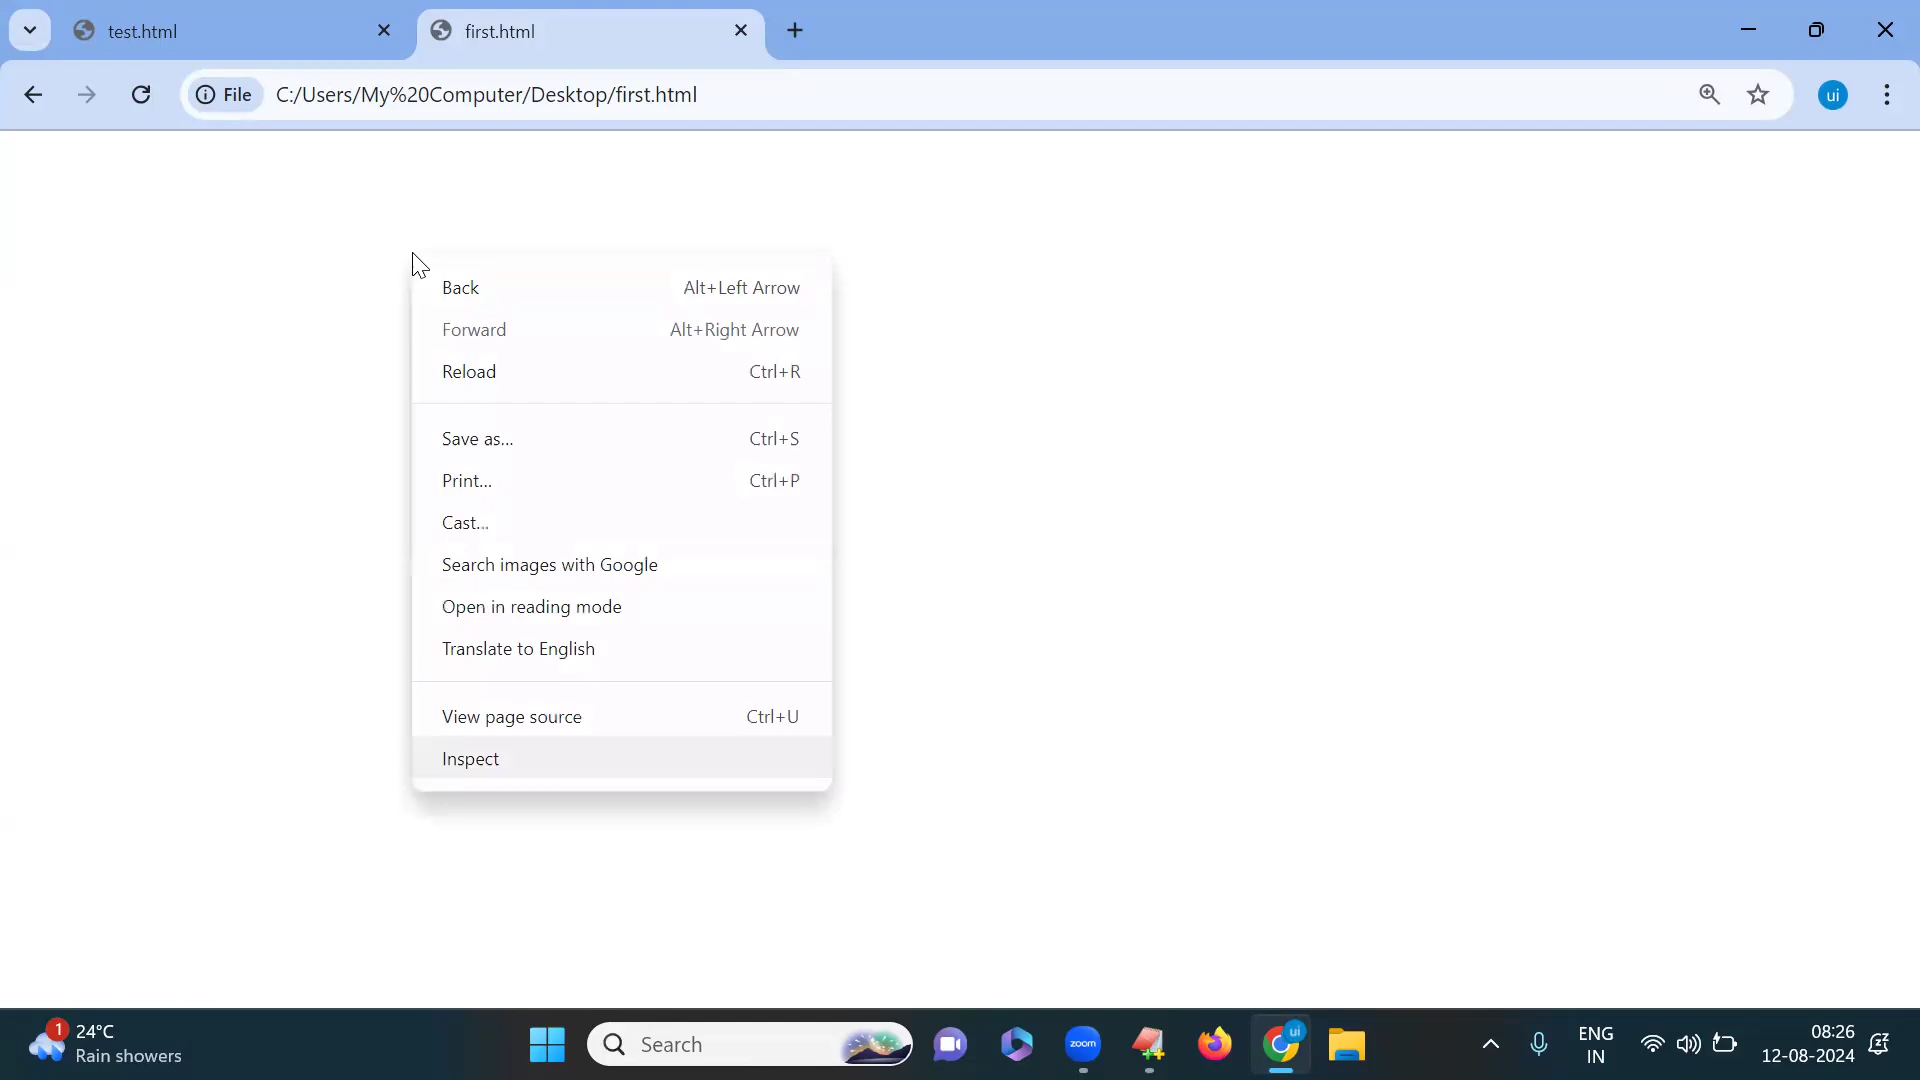 test.html
first.html
File
C:/Users/My%20Computer/Desktop/first.html
ui
Back Alt+Left Arrow
Forward Alt+Right Arrow
Reload Ctrl+R
Save as... Ctrl+S
Print... Ctrl+P
Cast...
Search images with Google
Open in reading mode
Translate to English
View page source Ctrl+U
Inspect
1
24°C
Rain showers
Search
zoom
ui
ENG
IN
08:26
12-08-2024